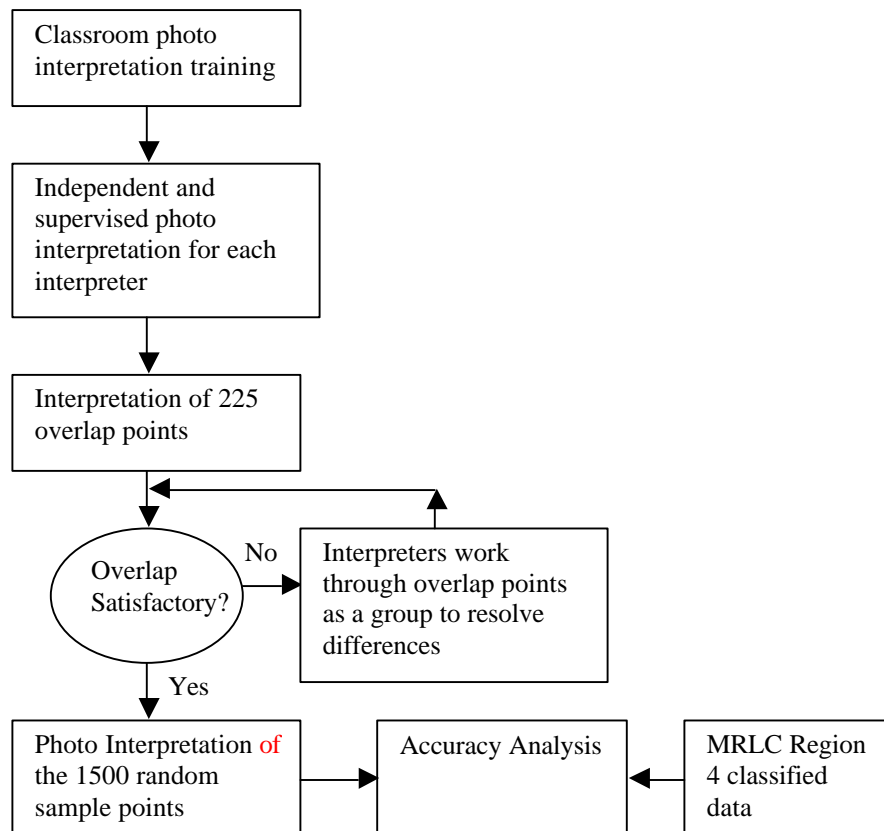 Classroom photo
interpretation training
Independent and
supervised photo
interpretation for each
interpreter
Interpretation of 225
overlap points
Overlap
Satisfactory?
No
Interpreters work
through overlap points
as a group to resolve
differences
Yes
Photo Interpretation of
the 1500 random
sample points
Accuracy Analysis
MRLC Region
4 classified
data